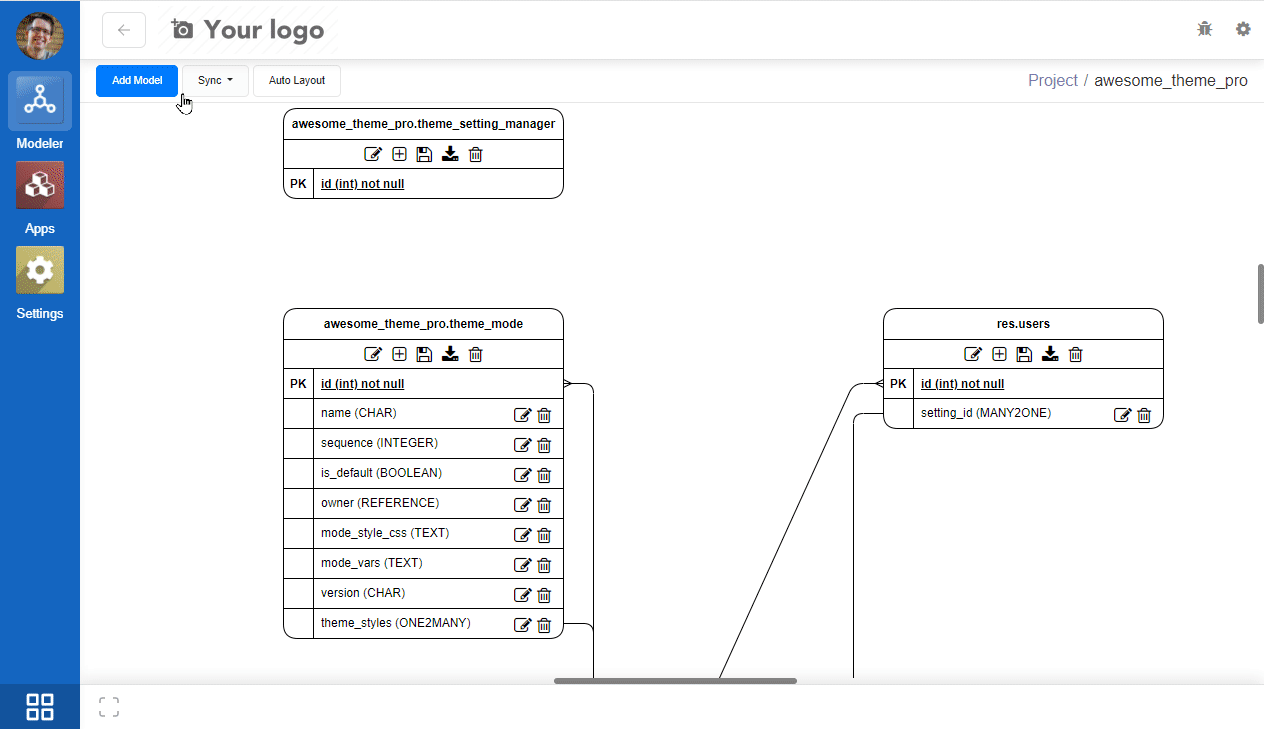 Your logo
Add Model
Sync
Auto Layout
Project / awesome_theme_pro
Modeler
Apps
Settings
awesome_theme_pro.theme_setting_manager
PK id (int) not null
awesome_theme_pro.theme_mode
PK id (int) not null
name (CHAR)
sequence (INTEGER)
is_default (BOOLEAN)
owner (REFERENCE)
mode_style_css (TEXT)
mode_vars (TEXT)
version (CHAR)
theme_styles (ONE2MANY)
res.users
PK id (int) not null
setting_id (MANY2ONE)